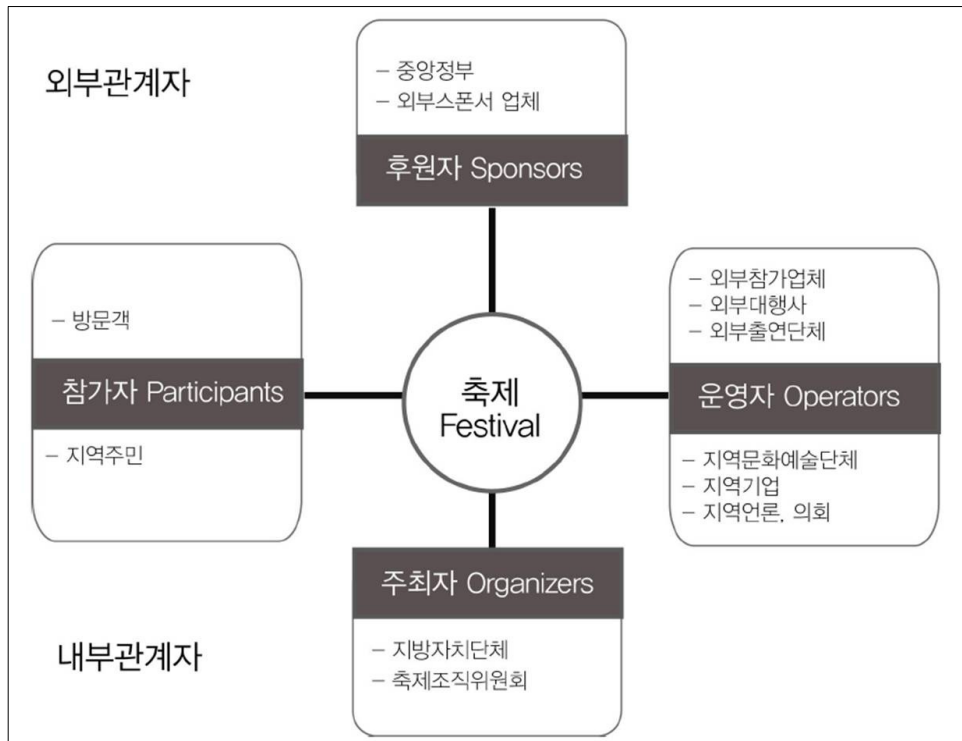 외부관계자
– 중앙정부
– 외부스폰서 업체
후원자 Sponsors
– 방문객
참가자 Participants
– 지역주민
축제
Festival
– 외부참가업체
– 외부대행사
– 외부출연단체
운영자 Operators
– 지역문화예술단체
– 지역기업
– 지역언론, 의회
주최자 Organizers
– 지방자치단체
– 축제조직위원회
내부관계자